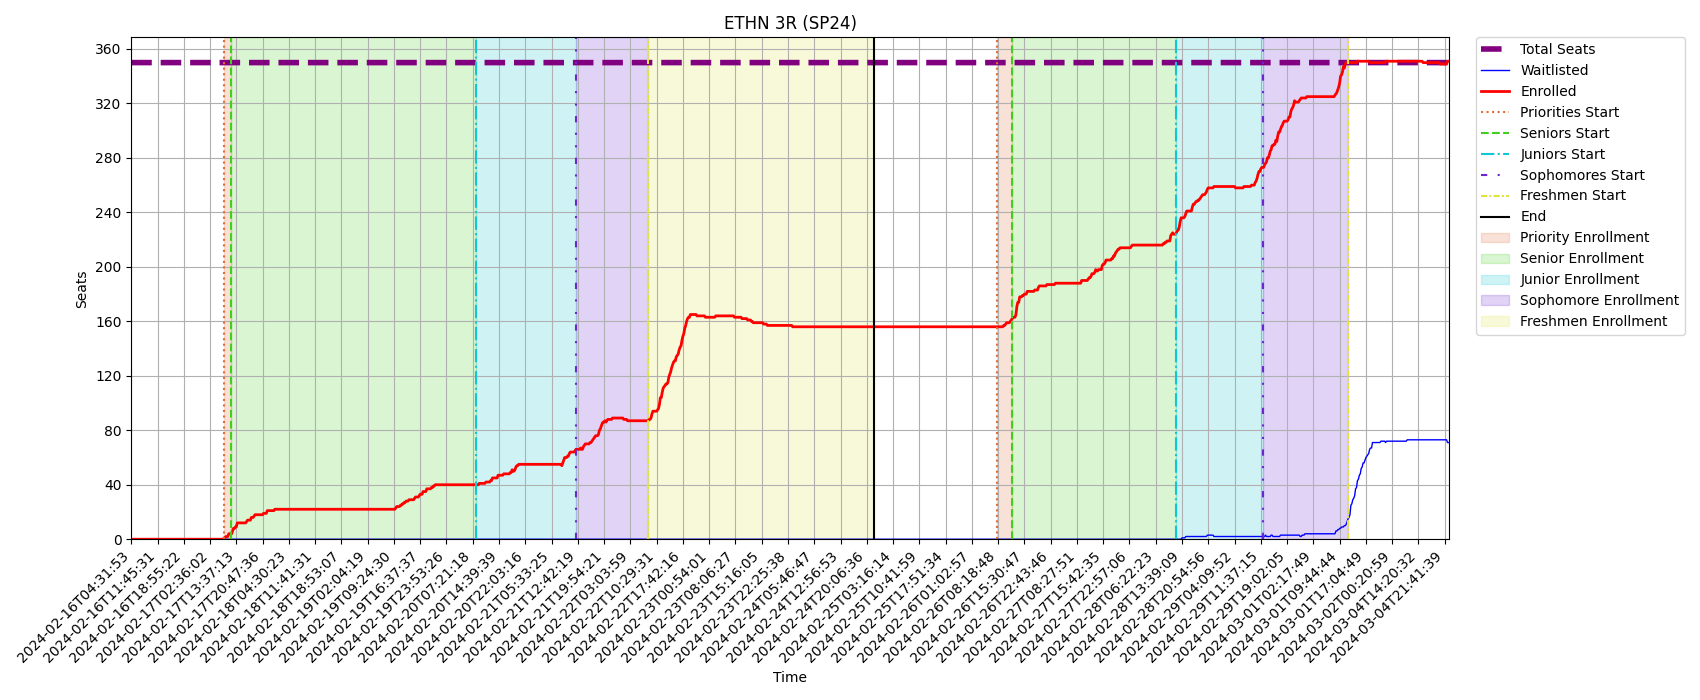 ETHN 3R (SP24)
Seats
360
320
280
240
200
160
120
80
40
0
2024-02-16T04:31:53
2024-02-16T11:45:31
2024-02-16T18:55:22
2024-02-17T02:36:02
2024-02-17T13:37:13
2024-02-17T20:47:36
2024-02-18T04:30:23
2024-02-18T11:41:31
2024-02-18T18:53:07
2024-02-19T02:04:19
2024-02-19T09:24:30
2024-02-19T16:37:37
2024-02-19T23:53:26
2024-02-20T07:21:18
2024-02-20T14:39:39
2024-02-20T22:03:16
2024-02-21T05:33:25
2024-02-21T12:42:19
2024-02-21T19:54:21
2024-02-22T03:03:59
2024-02-22T10:29:31
2024-02-22T17:42:16
2024-02-23T00:54:01
2024-02-23T08:06:27
2024-02-23T15:16:05
2024-02-23T22:25:38
2024-02-24T05:46:47
2024-02-24T12:56:53
2024-02-24T20:06:36
2024-02-25T03:16:14
2024-02-25T10:41:59
2024-02-25T17:51:34
2024-02-26T01:02:57
2024-02-26T08:18:48
2024-02-26T15:30:47
2024-02-26T22:43:46
2024-02-27T08:27:51
2024-02-27T15:42:35
2024-02-27T22:57:06
2024-02-28T06:22:23
2024-02-28T13:39:09
2024-02-28T20:54:56
2024-02-29T04:09:52
2024-02-29T11:37:15
2024-02-29T19:02:05
2024-03-01T02:17:49
2024-03-01T09:44:44
2024-03-01T17:04:49
2024-03-02T00:20:59
2024-03-04T14:20:32
2024-03-04T21:41:39
Time
Total Seats
Waitlisted
Enrolled
Priorities Start
Seniors Start
Juniors Start
Sophomores Start
Freshmen Start
End
Priority Enrollment
Senior Enrollment
Junior Enrollment
Sophomore Enrollment
Freshmen Enrollment